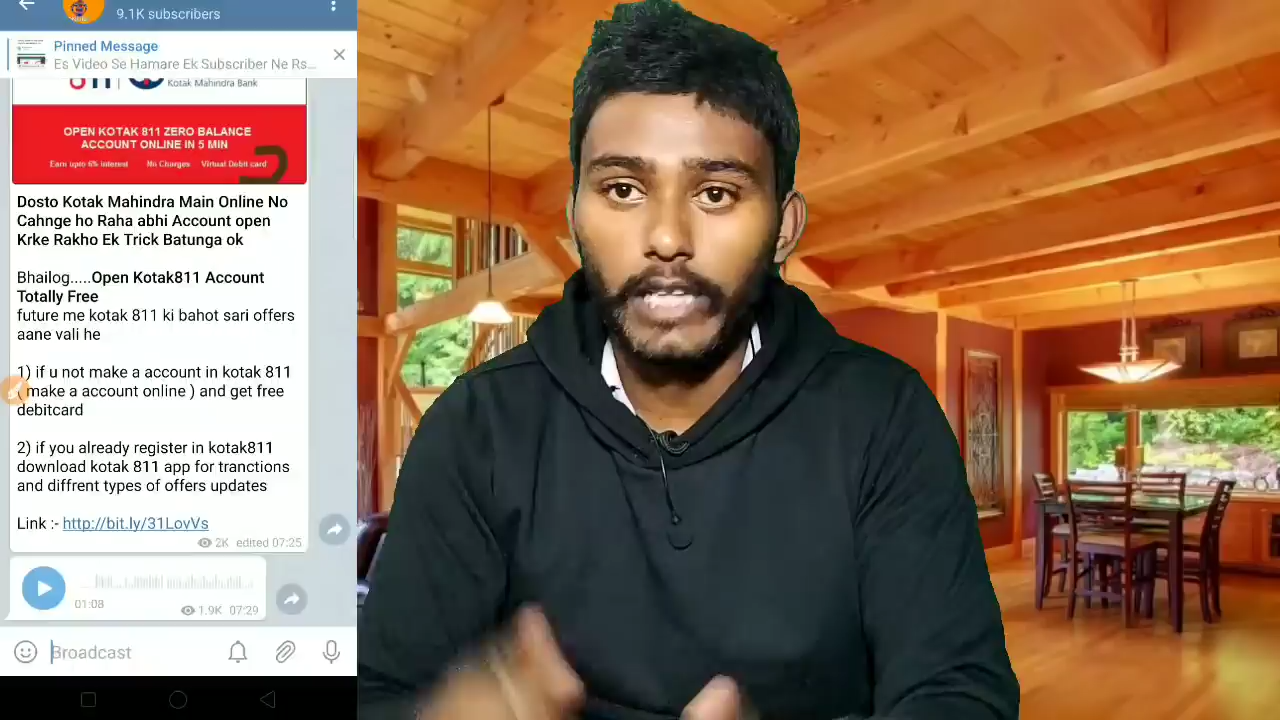 9.1K subscribers
Pinned Message
Es Video Se Hamare Ek Subscriber Ne Rs...
811
Kotak Mahindra Bank
OPEN KOTAK 811 ZERO BALANCE
ACCOUNT ONLINE IN 5 MIN
Earn upto 6% interest No Charges Virtual Debit card
Dosto Kotak Mahindra Main Online No
Cahnge ho Raha abhi Account open
Krke Rakho Ek Trick Batunga ok
Bhailog.....Open Kotak811 Account
Totally Free
future me kotak 811 ki bahot sari offers
aane vali he
1) if u not make a account in kotak 811
( make a account online ) and get free
debitcard
2) if you already register in kotak811
download kotak 811 app for tranctions
and diffrent types of offers updates
Link :- http://bit.ly/31LovVs
2K edited 07:25
01:08
1.9K 07:29
Broadcast